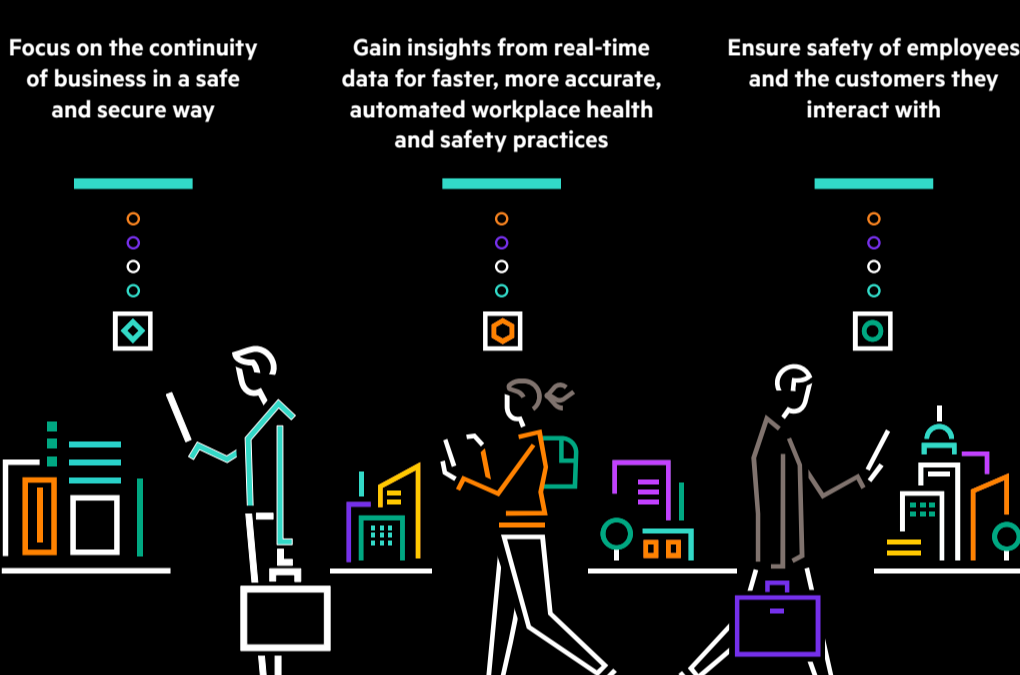 Focus on the continuity
of business in a safe
and secure way
Gain insights from real-time
data for faster, more accurate,
automated workplace health
and safety practices
Ensure safety of employees
and the customers they
interact with